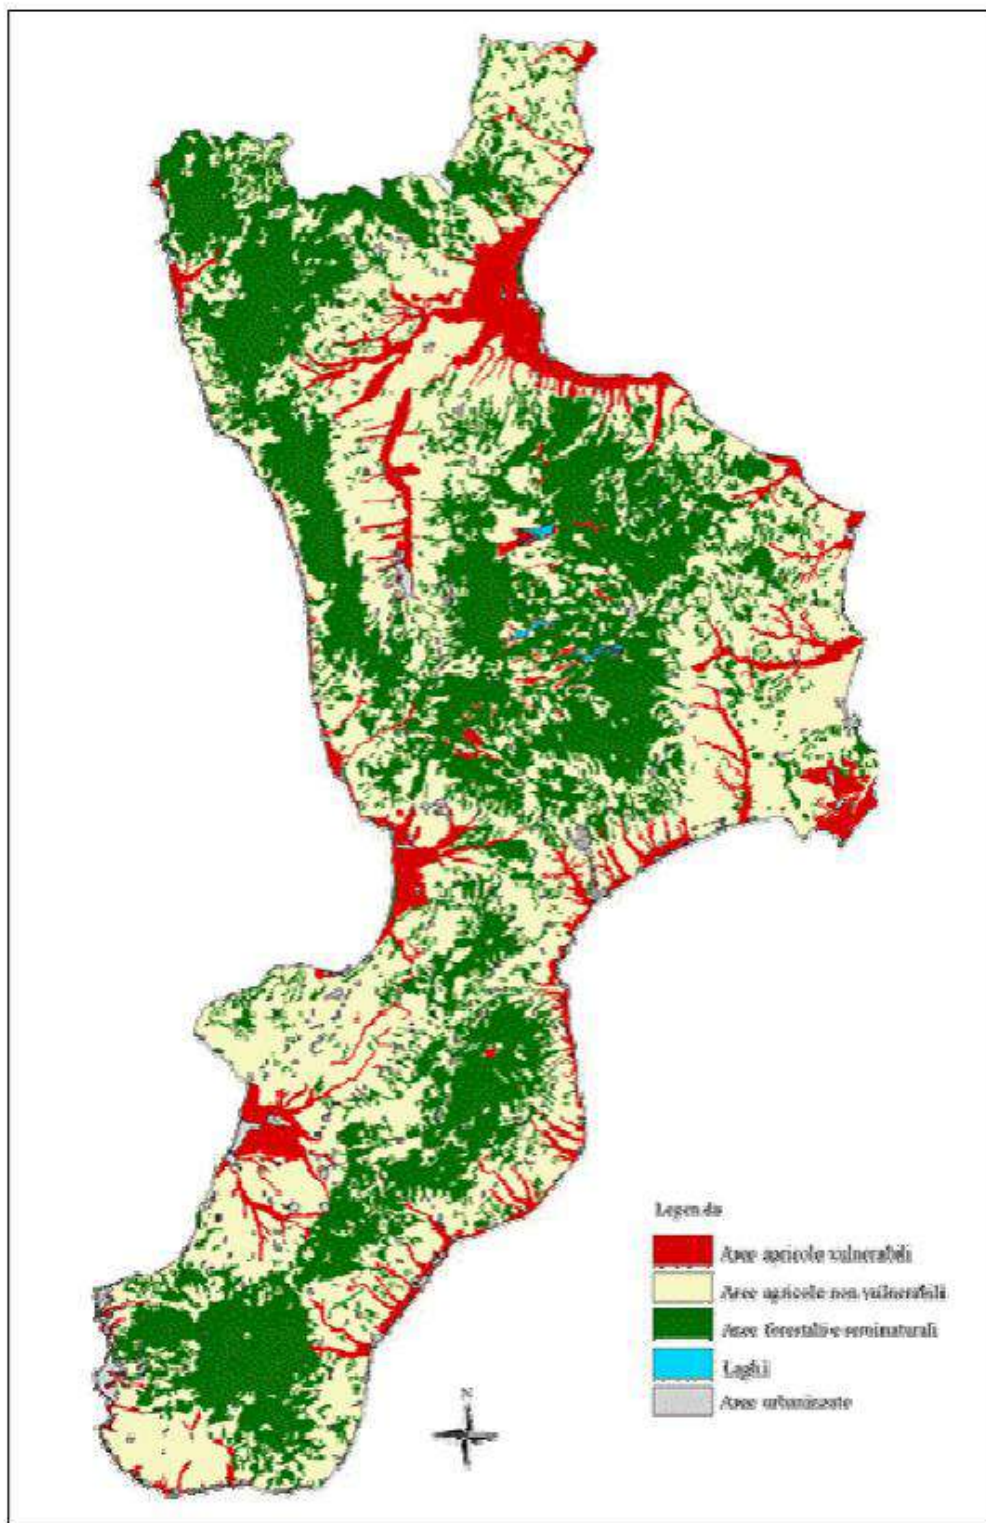 N
Legenda
Aree agricole vulnerabili
Aree agricole non vulnerabili
Aree forestali e seminaturali
Laghi
Aree urbanizzate